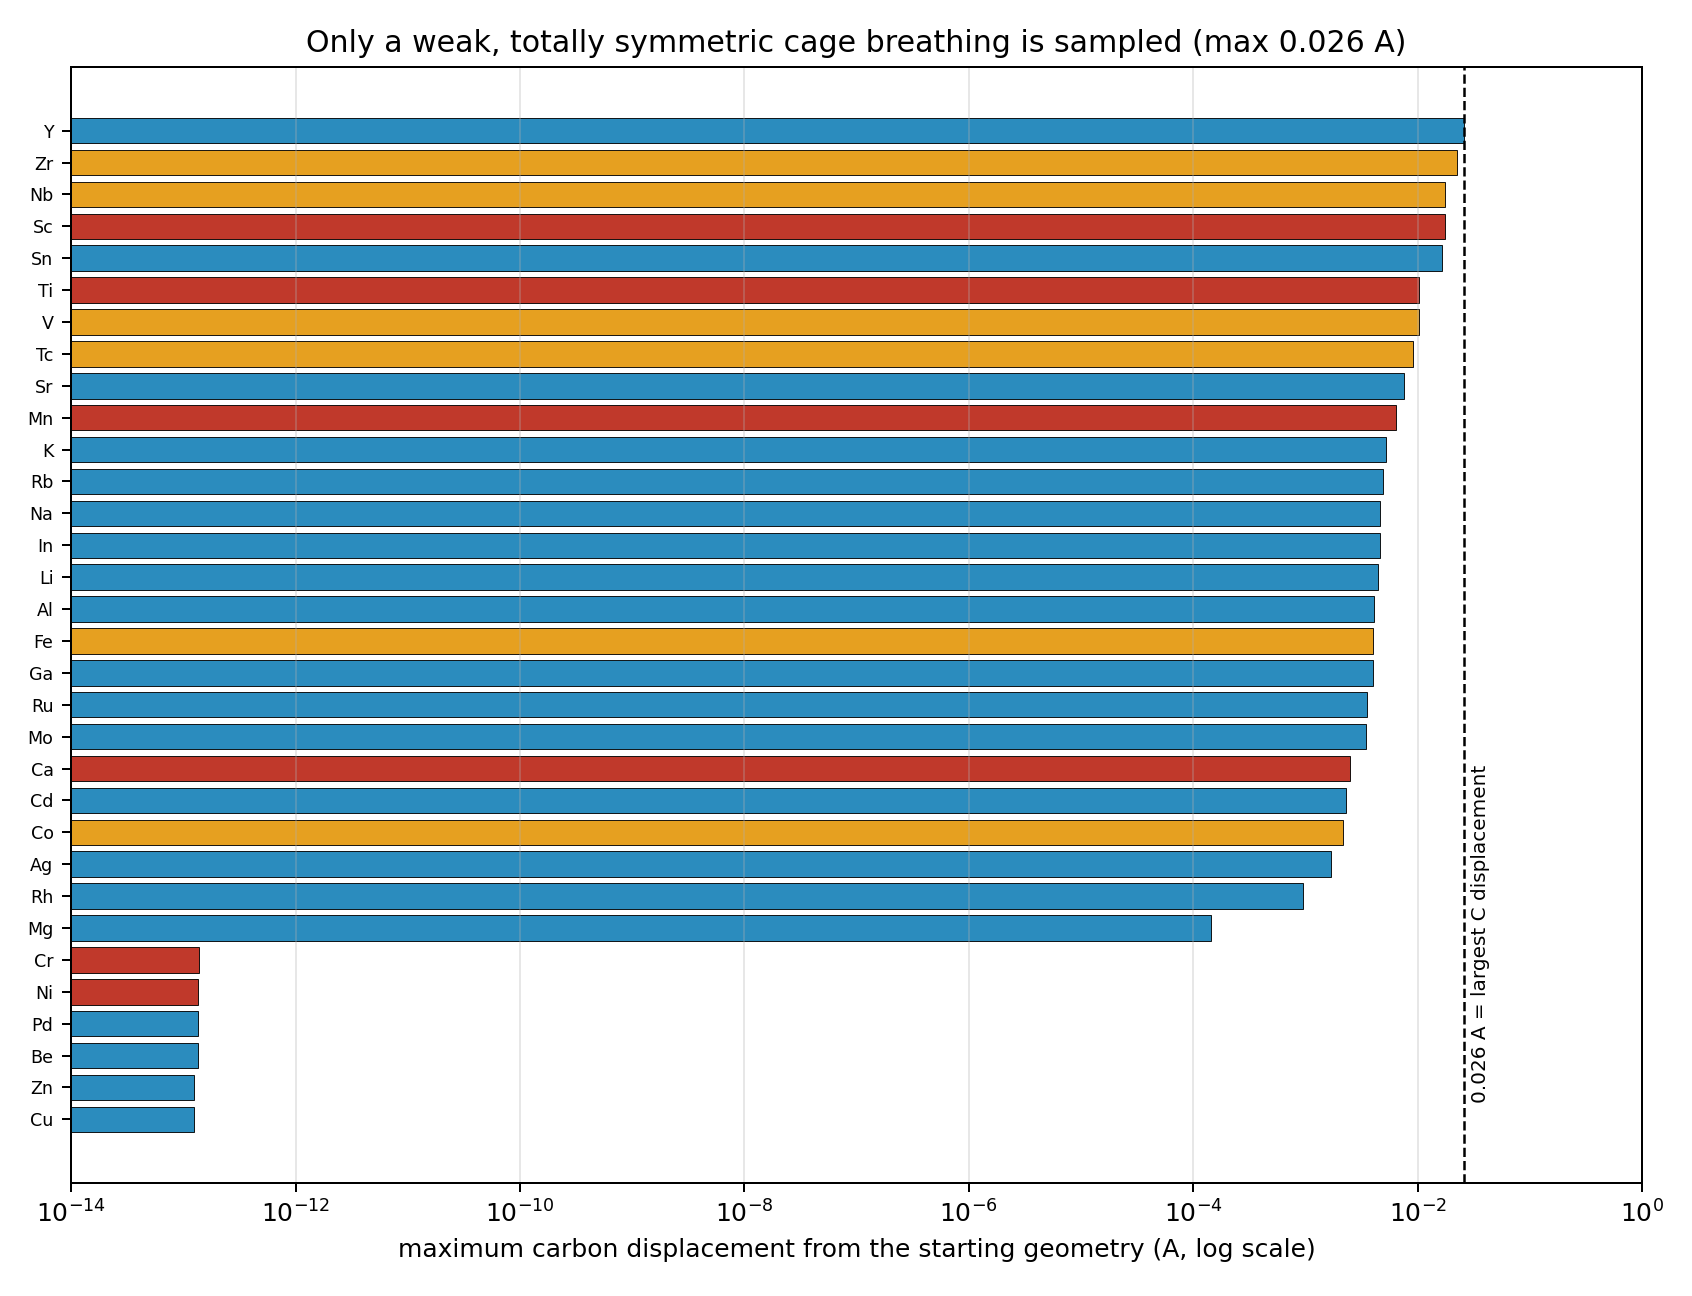 Only a weak, totally symmetric cage breathing is sampled (max 0.026 A)
Y
Zr
Nb
Sc
Sn
Ti
V
Tc
Sr
Mn
K
Rb
Na
In
Li
Al
Fe
Ga
Ru
Mo
Ca
Cd
Co
Ag
Rh
Mg
Cr
Ni
Pd
Be
Zn
Cu
0.026 A = largest C displacement
10⁻¹⁴ 10⁻¹² 10⁻¹⁰ 10⁻⁸ 10⁻⁶ 10⁻⁴ 10⁻² 10⁰
maximum carbon displacement from the starting geometry (A, log scale)